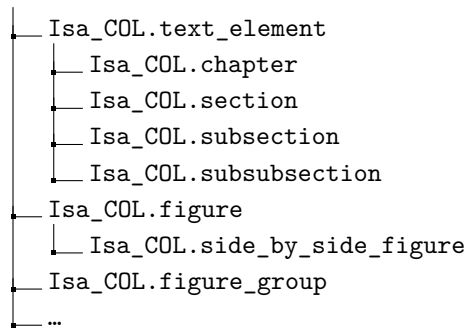 Isa_COL.text_element
Isa_COL.chapter
Isa_COL.section
Isa_COL.subsection
Isa_COL.subsubsection
Isa_COL.figure
Isa_COL.side_by_side_figure
Isa_COL.figure_group
…